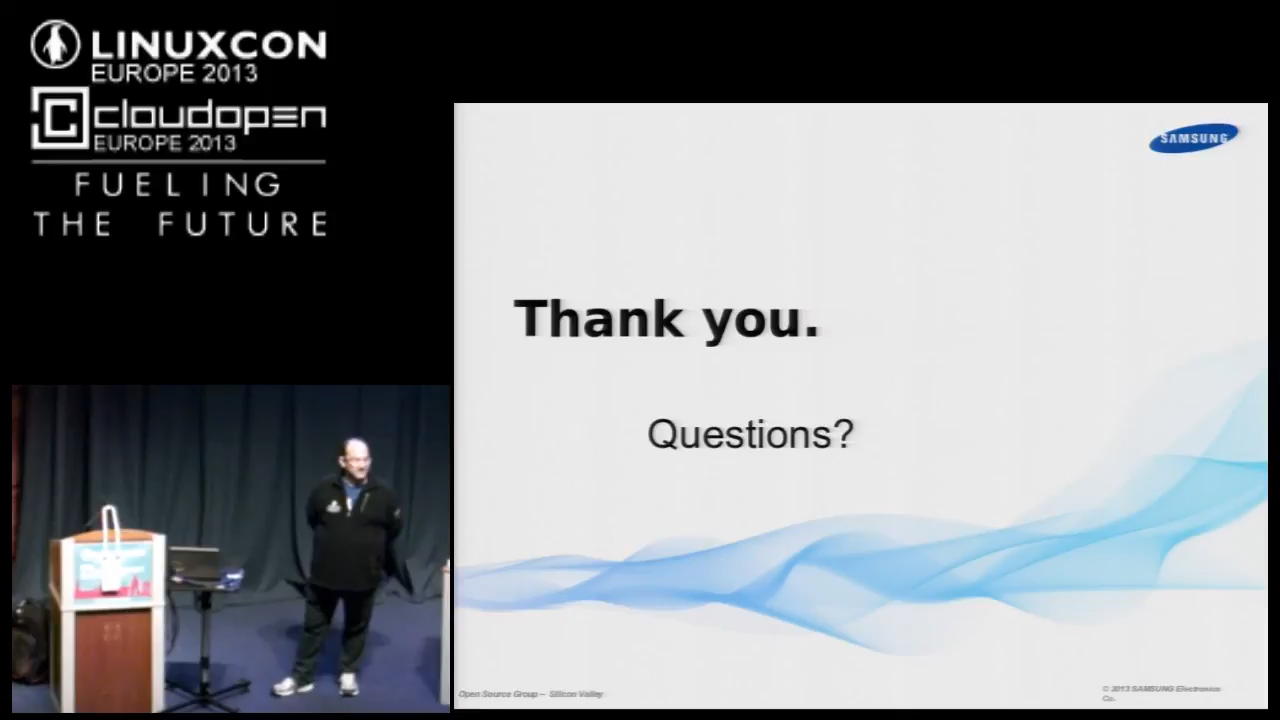 LINUXCON
EUROPE 2013
cloudopen
EUROPE 2013
FUELING
THE FUTURE
SAMSUNG
Thank you.
Questions?
Open Source Group – Silicon Valley
© 2013 SAMSUNG Electronics
Co.